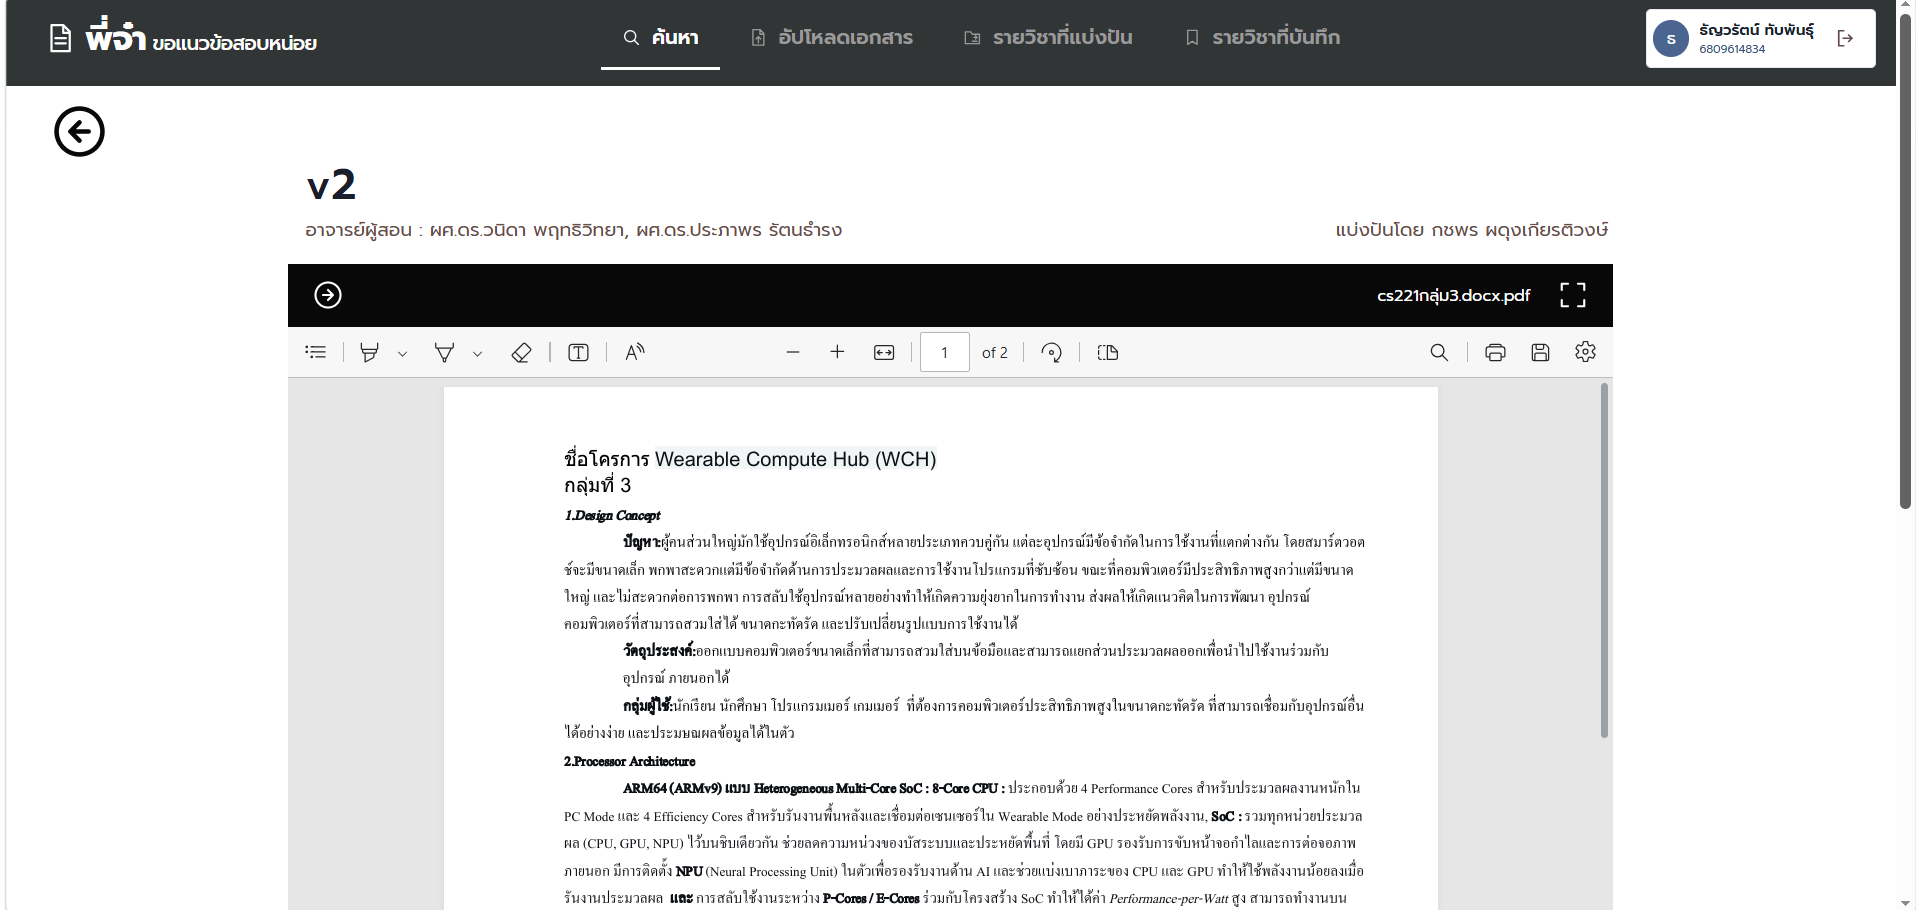 พี่จำ ขอแนวข้อสอบหน่อย
ค้นหา
อัปโหลดเอกสาร
รายวิชาที่แบ่งปัน
รายวิชาที่บันทึก
ธ
ธัญวรัตน์ ทับพันธุ์
6809614834
v2
อาจารย์ผู้สอน : ผศ.ดร.วนิดา พฤทธิวิทยา, ผศ.ดร.ประภาพร รัตนธำรง
แบ่งปันโดย กชพร ผดุงเกียรติวงษ์
cs221กลุ่ม3.docx.pdf
1 of 2
ชื่อโครงการ Wearable Compute Hub (WCH)
กลุ่มที่ 3
1.Design Concept
ปัญหา:ผู้คนส่วนใหญ่มักใช้อุปกรณ์อิเล็กทรอนิกส์หลายประเภทควบคู่กัน แต่ละอุปกรณ์มีข้อจำกัดในการใช้งานที่แตกต่างกัน โดยสมาร์ตวอต
ช์จะมีขนาดเล็ก พกพาสะดวกแต่มีข้อจำกัดด้านการประมวลผลและการใช้งานโปรแกรมที่ซับซ้อน ขณะที่คอมพิวเตอร์มีประสิทธิภาพสูงกว่าแต่มีขนาด
ใหญ่ และไม่สะดวกต่อการพกพา การสลับใช้อุปกรณ์หลายอย่างทำให้เกิดความยุ่งยากในการทำงาน ส่งผลให้เกิดแนวคิดในการพัฒนา อุปกรณ์
คอมพิวเตอร์ที่สามารถสวมใส่ได้ ขนาดกะทัดรัด และปรับเปลี่ยนรูปแบบการใช้งานได้
วัตถุประสงค์:ออกแบบคอมพิวเตอร์ขนาดเล็กที่สามารถสวมใส่บนข้อมือและสามารถแยกส่วนประมวลผลออกเพื่อนำไปใช้งานร่วมกับ
อุปกรณ์ ภายนอกได้
กลุ่มผู้ใช้:นักเรียน นักศึกษา โปรแกรมเมอร์ เกมเมอร์ ที่ต้องการคอมพิวเตอร์ประสิทธิภาพสูงในขนาดกะทัดรัด ที่สามารถเชื่อมกับอุปกรณ์อื่น
ได้อย่างง่าย และประมษณผลข้อมูลได้ในตัว
2.Processor Architecture
ARM64 (ARMv9) แบบ Heterogeneous Multi-Core SoC : 8-Core CPU : ประกอบด้วย 4 Performance Cores สำหรับประมวลผลงานหนักใน
PC Mode และ 4 Efficiency Cores สำหรับรันงานพื้นหลังและเชื่อมต่อเซนเซอร์ใน Wearable Mode อย่างประหยัดพลังงาน, SoC : รวมทุกหน่วยประมวล
ผล (CPU, GPU, NPU) ไว้บนชิบเดียวกัน ช่วยลดความหน่วงของบัสระบบและประหยัดพื้นที่ โดยมี GPU รองรับการขับหน้าจอกำไลและการต่อจอภาพ
ภายนอก มีการติดตั้ง NPU (Neural Processing Unit) ในตัวเพื่อรองรับงานด้าน AI และช่วยแบ่งเบาภาระของ CPU และ GPU ทำให้ใช้พลังงานน้อยลงเมื่อ
รันงานประมวลผล และ การสลับใช้งานระหว่าง P-Cores / E-Cores ร่วมกับโครงสร้าง SoC ทำให้ได้ค่า Performance-per-Watt สูง สามารถทำงานบน